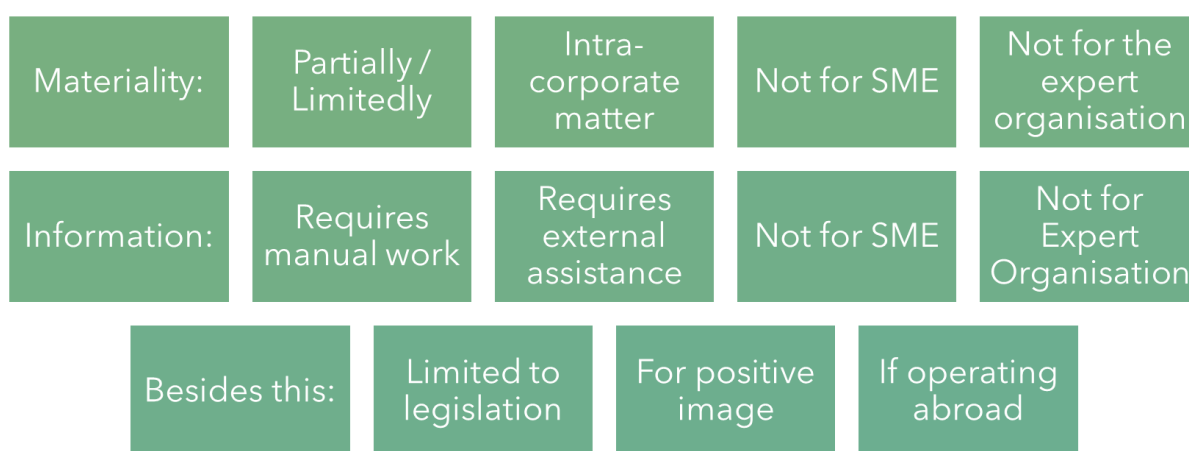 Materiality:
Partially /
Limitedly
Intra-
corporate
matter
Not for SME
Not for the
expert
organisation
Information:
Requires
manual work
Requires
external
assistance
Not for SME
Not for
Expert
Organisation
Besides this:
Limited to
legislation
For positive
image
If operating
abroad